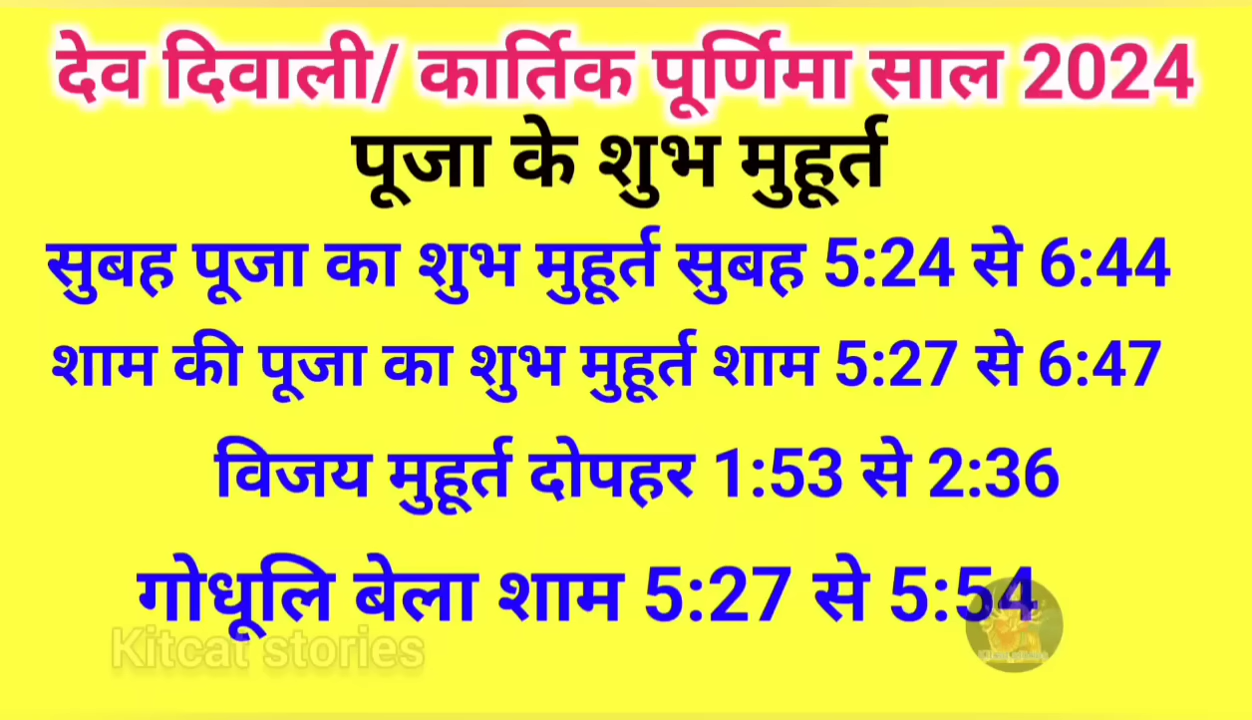 देव दिवाली/ कार्तिक पूर्णिमा साल 2024
पूजा के शुभ मुहूर्त
सुबह पूजा का शुभ मुहूर्त सुबह 5:24 से 6:44
शाम की पूजा का शुभ मुहूर्त शाम 5:27 से 6:47
विजय मुहूर्त दोपहर 1:53 से 2:36
गोधूलि बेला शाम 5:27 से 5:54
Kitcat stories